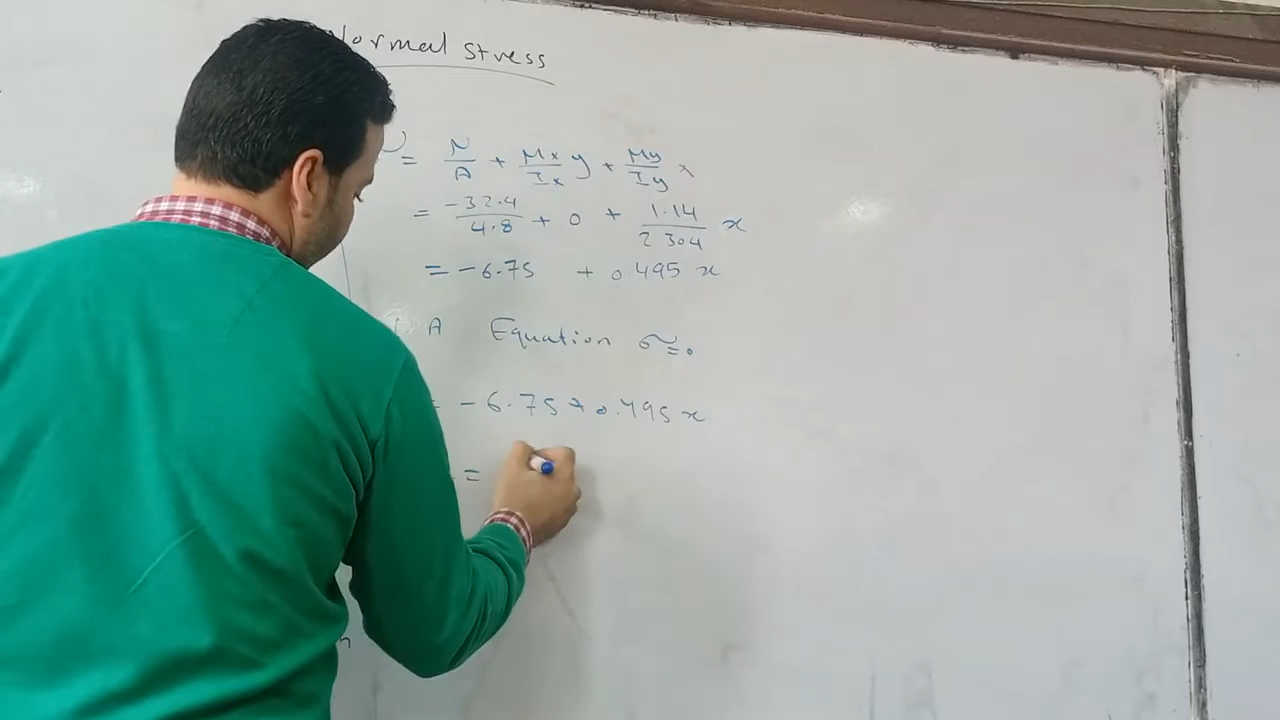 Normal stress
= N/A + Mx/Ix y + My/Iy x
= -32.4/4.8 + 0 + 1.14/2.304 x
= -6.75 + 0.495 x
A Equation σ=0
= -6.75 + 0.495 x
=